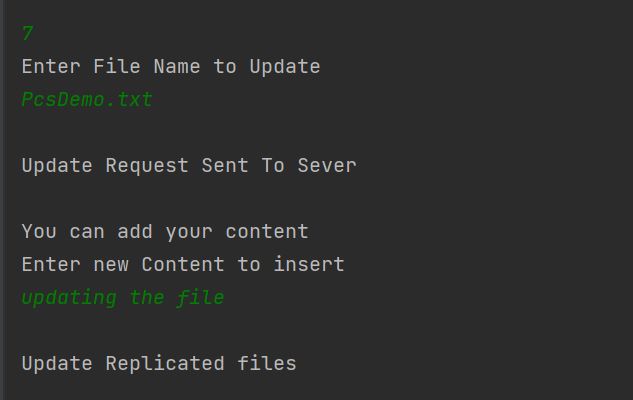 7
Enter File Name to Update
PcsDemo.txt
Update Request Sent To Sever
You can add your content
Enter new Content to insert
updating the file
Update Replicated files